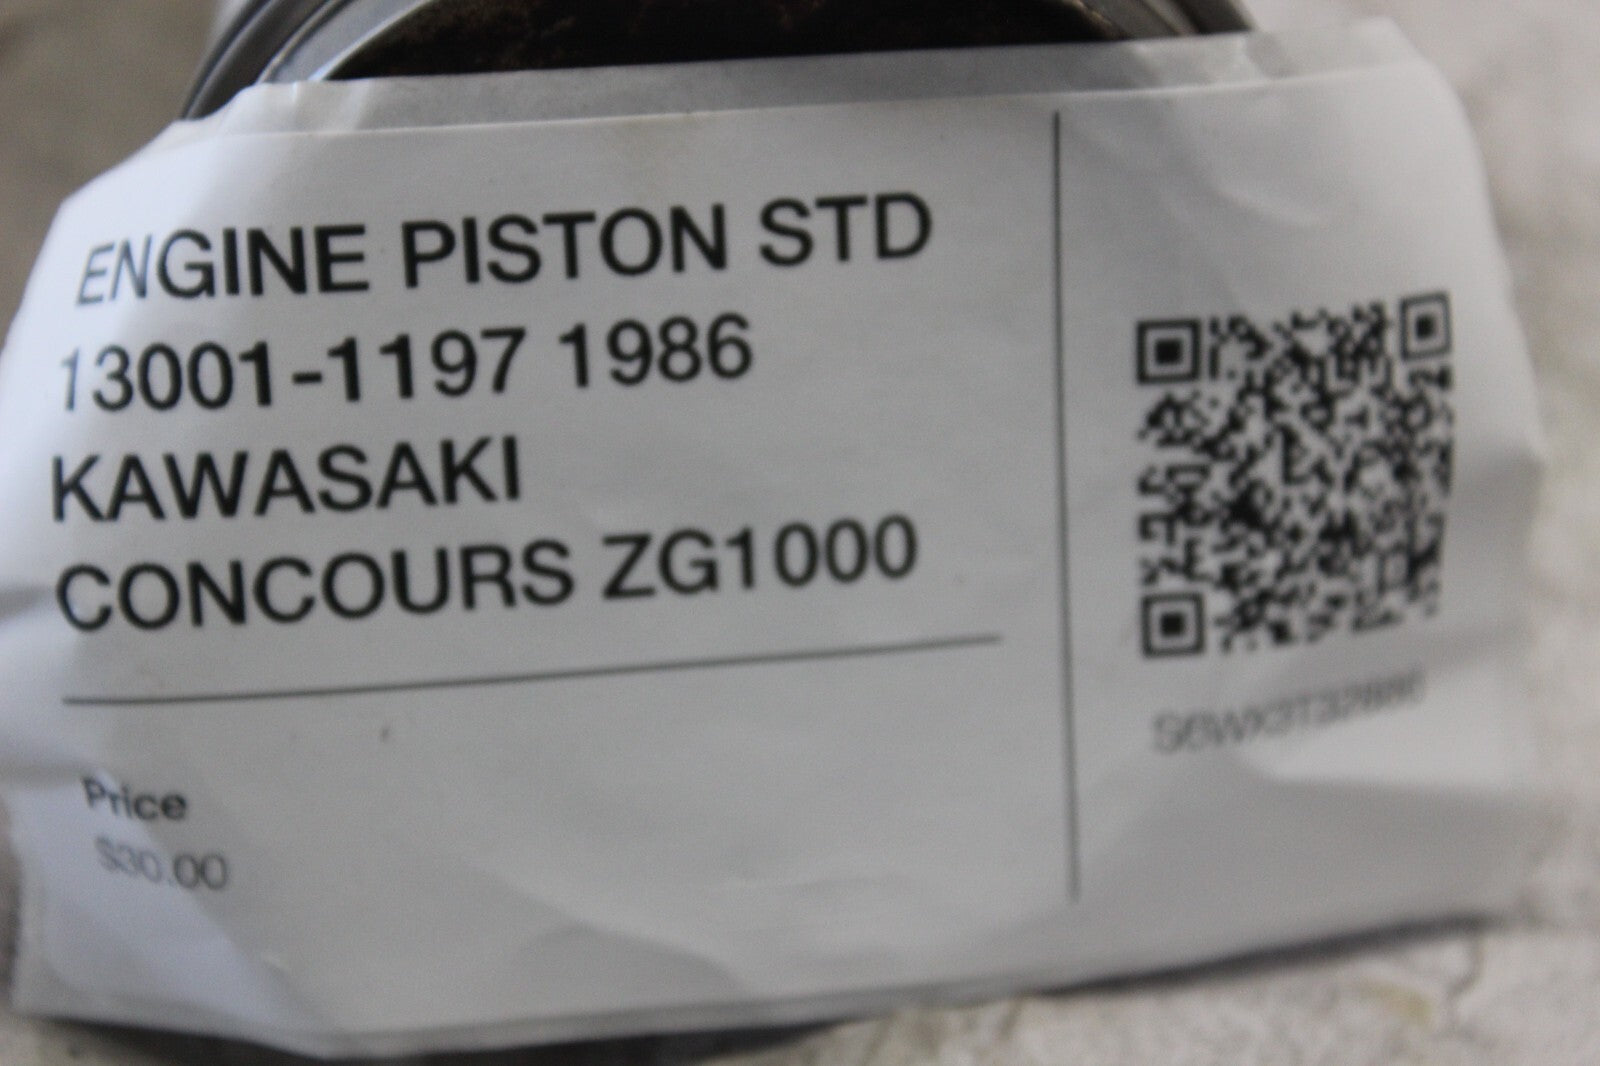 ENGINE PISTON STD
13001-1197 1986
KAWASAKI
CONCOURS ZG1000
Price
$30.00